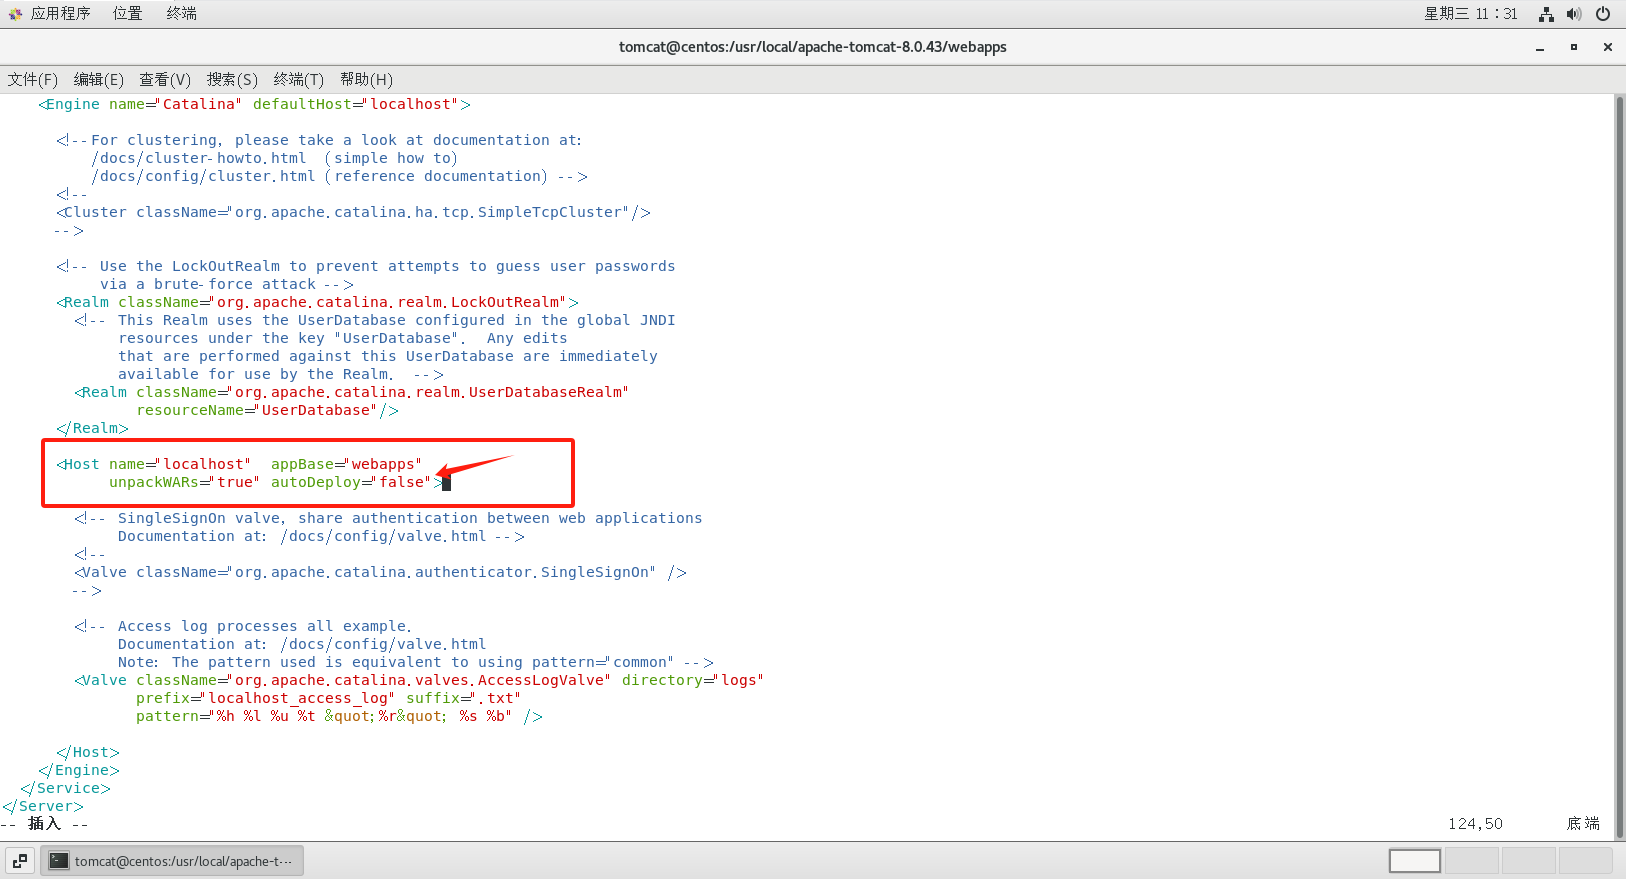 应用程序 位置 终端 星期三 11：31
tomcat@centos:/usr/local/apache-tomcat-8.0.43/webapps
文件(F) 编辑(E) 查看(V) 搜索(S) 终端(T) 帮助(H)
<Engine name="Catalina" defaultHost="localhost">
<!--For clustering, please take a look at documentation at:
/docs/cluster-howto.html  (simple how to)
/docs/config/cluster.html (reference documentation) -->
<!--
<Cluster className="org.apache.catalina.ha.tcp.SimpleTcpCluster"/>
-->
<!-- Use the LockOutRealm to prevent attempts to guess user passwords
via a brute-force attack -->
<Realm className="org.apache.catalina.realm.LockOutRealm">
<!-- This Realm uses the UserDatabase configured in the global JNDI
resources under the key "UserDatabase".  Any edits
that are performed against this UserDatabase are immediately
available for use by the Realm.  -->
<Realm className="org.apache.catalina.realm.UserDatabaseRealm"
resourceName="UserDatabase"/>
</Realm>
<Host name="localhost"  appBase="webapps"
unpackWARs="true" autoDeploy="false">
<!-- SingleSignOn valve, share authentication between web applications
Documentation at: /docs/config/valve.html -->
<!--
<Valve className="org.apache.catalina.authenticator.SingleSignOn" />
-->
<!-- Access log processes all example.
Documentation at: /docs/config/valve.html
Note: The pattern used is equivalent to using pattern="common" -->
<Valve className="org.apache.catalina.valves.AccessLogValve" directory="logs"
prefix="localhost_access_log" suffix=".txt"
pattern="%h %l %u %t &quot;%r&quot; %s %b" />
</Host>
</Engine>
</Service>
</Server>
-- 插入 -- 124,50 底端
tomcat@centos:/usr/local/apache-t···